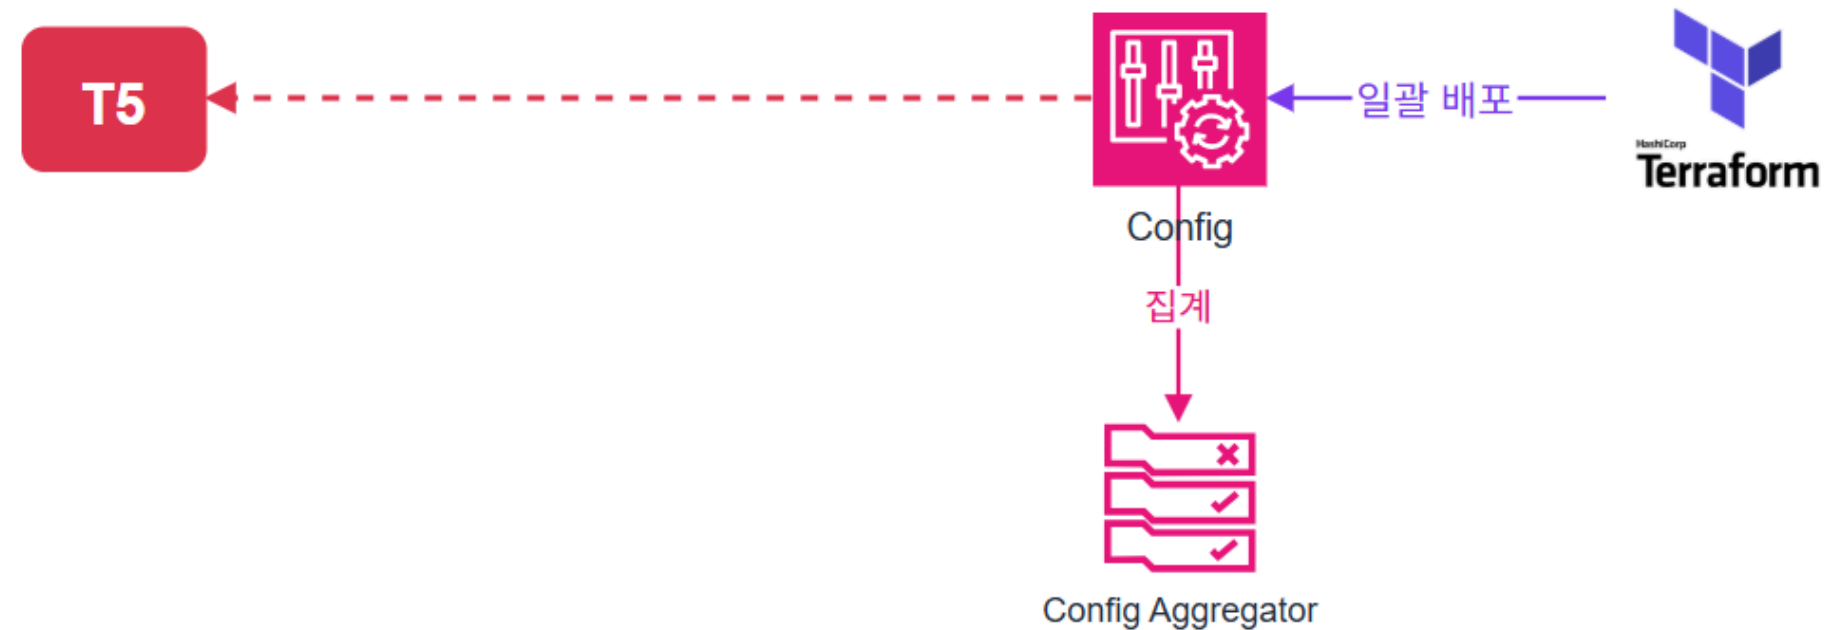 T5
일괄 배포
HashiCorp
Terraform
Config
집계
Config Aggregator